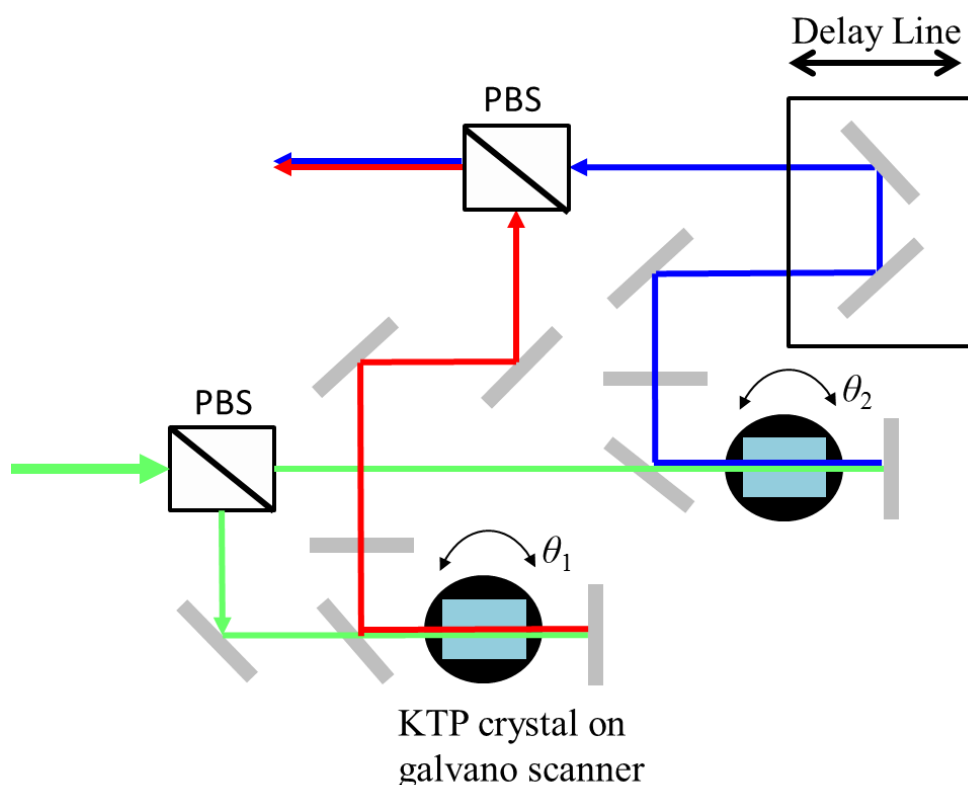 Delay Line
PBS
PBS
θ2
θ1
KTP crystal on
galvano scanner